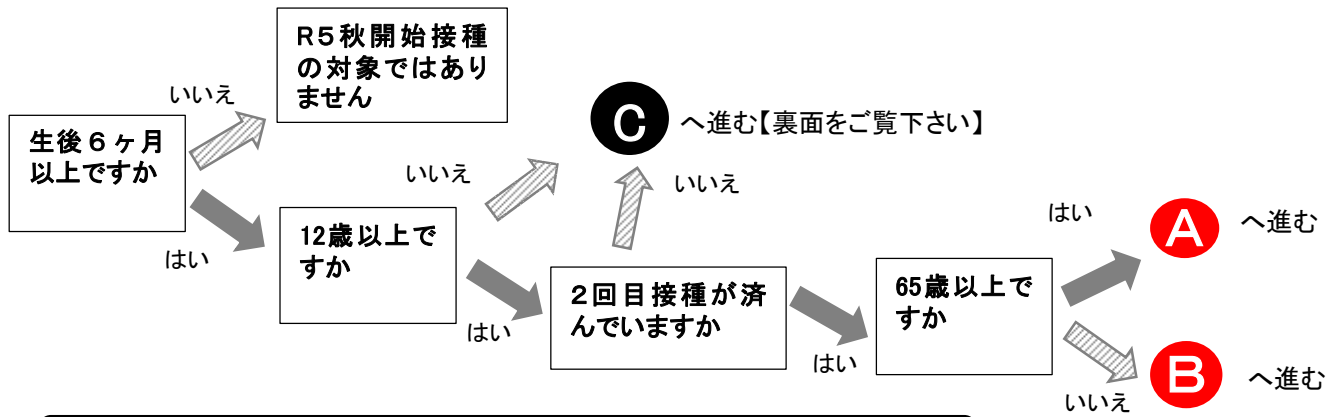 R5秋開始接種
の対象ではあり
ません
いいえ
生後6ヶ月
以上ですか
C
へ進む【裏面をご覧下さい】
いいえ
いいえ
はい
12歳以上で
すか
はい
2回目接種が済
んでいますか
はい
65歳以上で
すか
はい
A
へ進む
いいえ
B
へ進む